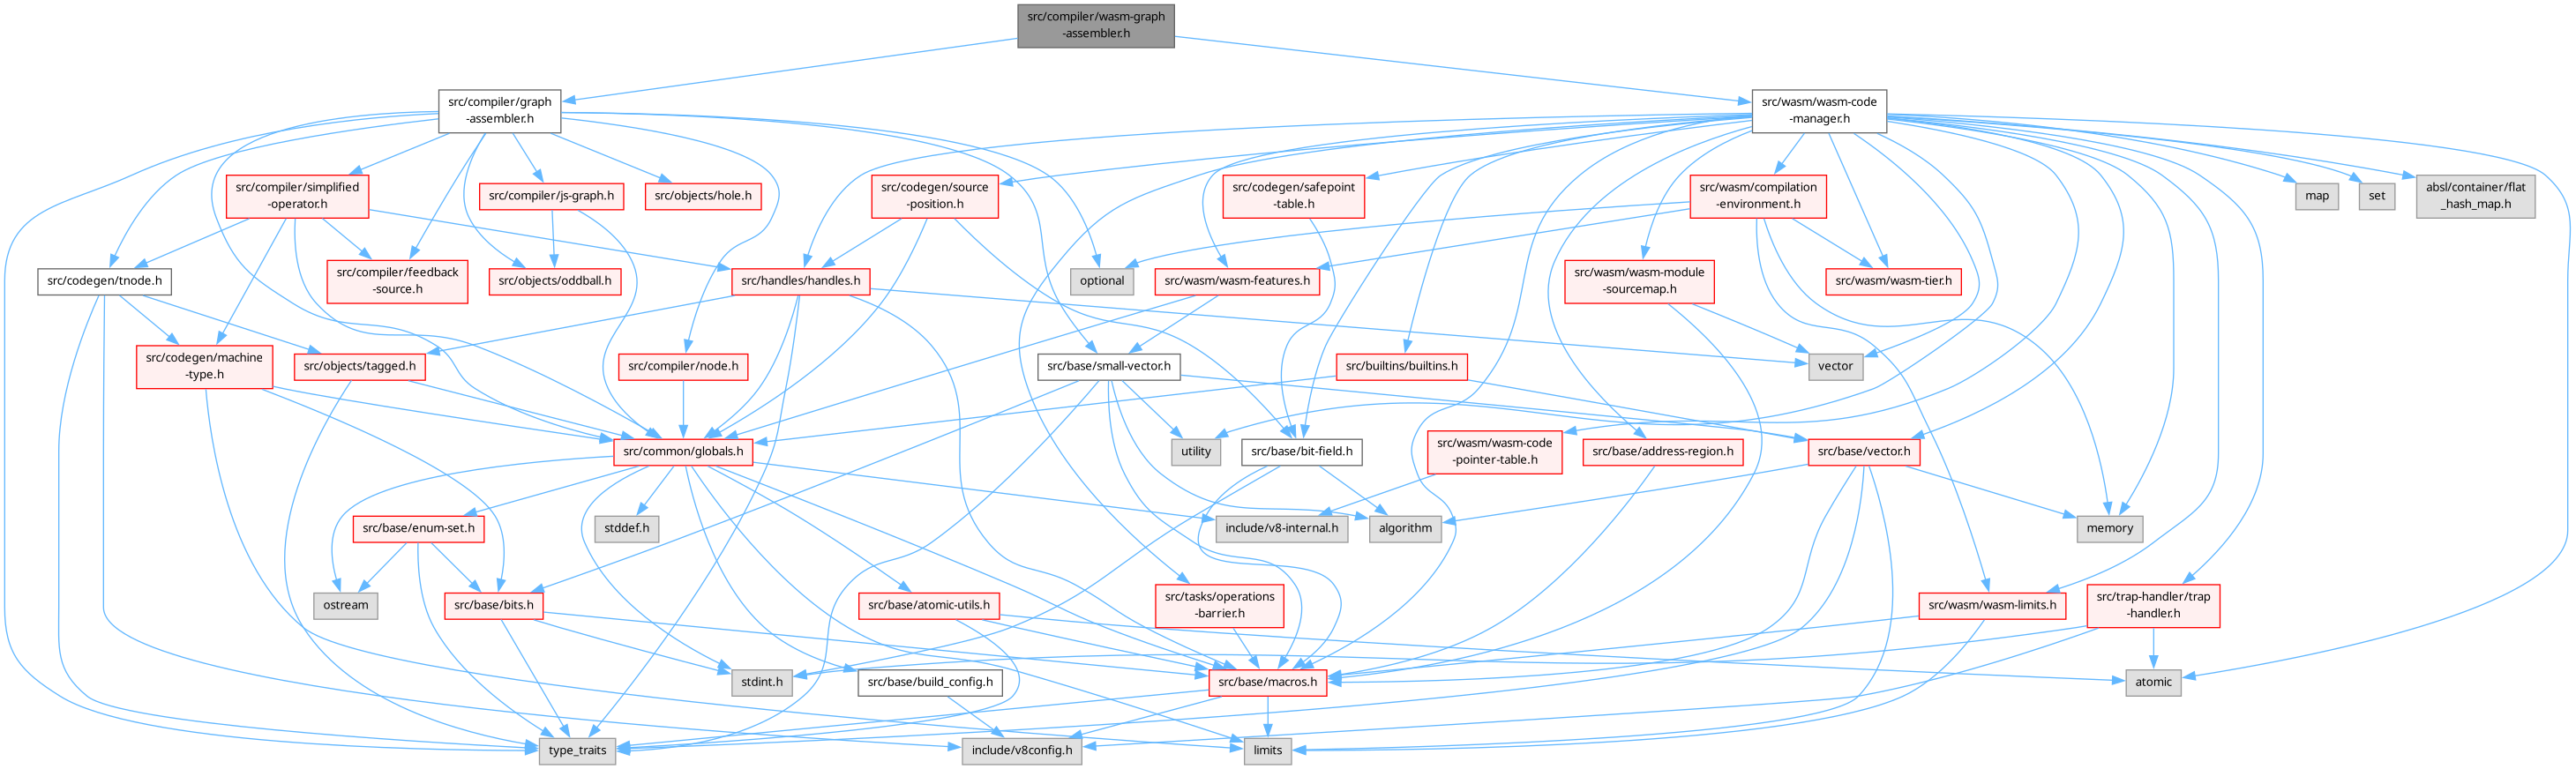 src/compiler/wasm-graph
-assembler.h
src/compiler/graph
-assembler.h
src/wasm/wasm-code
-manager.h
src/compiler/simplified
-operator.h
src/compiler/js-graph.h
src/objects/hole.h
src/codegen/source
-position.h
src/codegen/safepoint
-table.h
src/wasm/compilation
-environment.h
map
set
absl/container/flat
_hash_map.h
src/codegen/tnode.h
src/compiler/feedback
-source.h
src/objects/oddball.h
src/handles/handles.h
optional
src/wasm/wasm-features.h
src/wasm/wasm-module
-sourcemap.h
src/wasm/wasm-tier.h
src/codegen/machine
-type.h
src/objects/tagged.h
src/compiler/node.h
src/base/small-vector.h
src/builtins/builtins.h
vector
src/common/globals.h
utility
src/base/bit-field.h
src/wasm/wasm-code
-pointer-table.h
src/base/address-region.h
src/base/vector.h
src/base/enum-set.h
stddef.h
include/v8-internal.h
algorithm
memory
ostream
src/base/bits.h
src/base/atomic-utils.h
src/tasks/operations
-barrier.h
src/wasm/wasm-limits.h
src/trap-handler/trap
-handler.h
stdint.h
src/base/build_config.h
src/base/macros.h
atomic
type_traits
include/v8config.h
limits